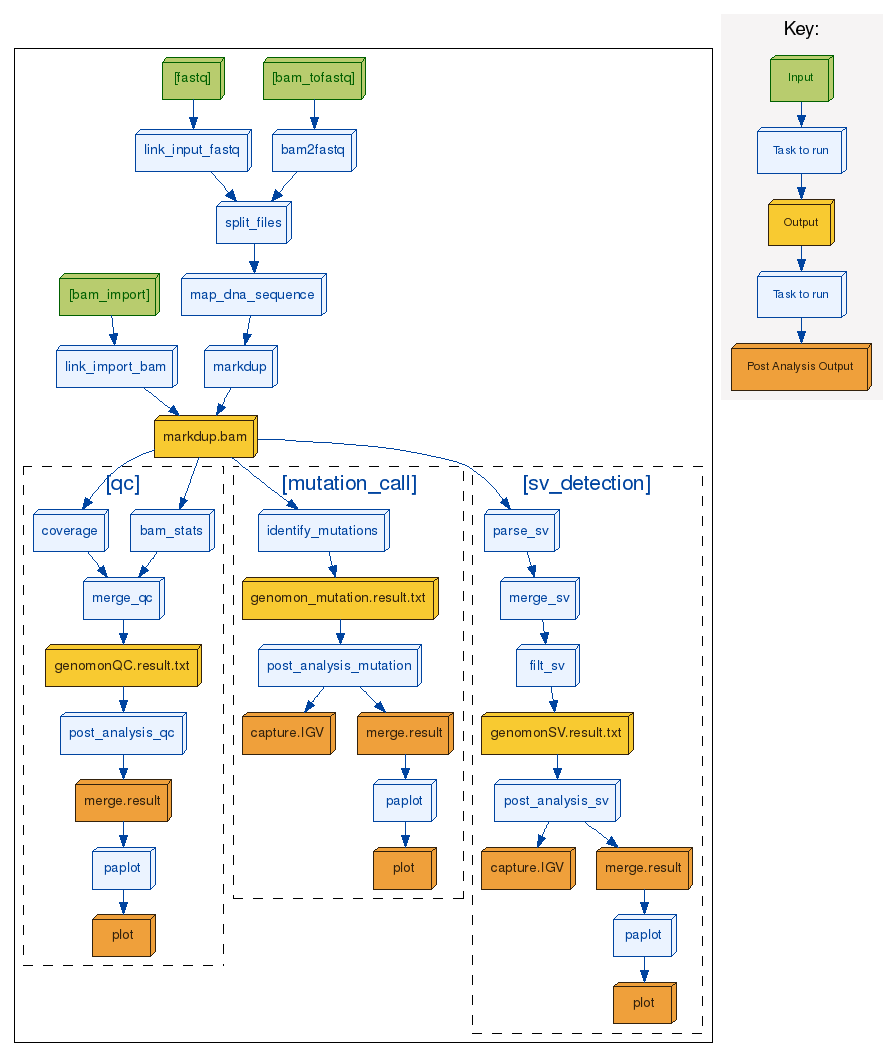 Key:
Input
Task to run
Output
Task to run
Post Analysis Output
[fastq]
[bam_tofastq]
link_input_fastq
bam2fastq
split_files
[bam_import]
map_dna_sequence
link_import_bam
markdup
markdup.bam
[qc]
coverage
bam_stats
merge_qc
genomonQC.result.txt
post_analysis_qc
merge.result
paplot
plot
[mutation_call]
identify_mutations
genomon_mutation.result.txt
post_analysis_mutation
capture.IGV
merge.result
paplot
plot
[sv_detection]
parse_sv
merge_sv
filt_sv
genomonSV.result.txt
post_analysis_sv
capture.IGV
merge.result
paplot
plot